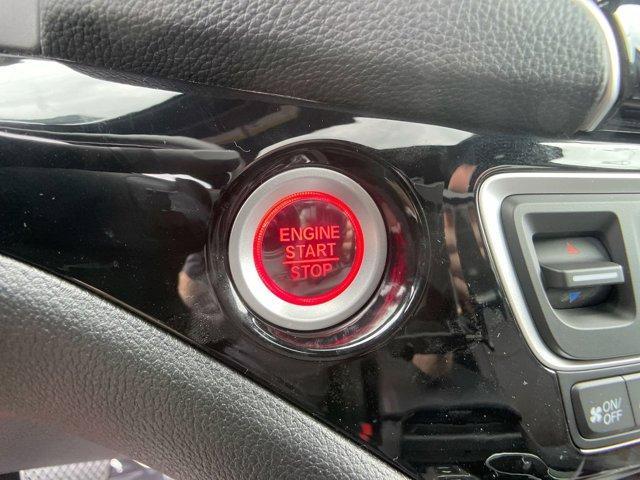 ENGINE
START
STOP
ON/
OFF